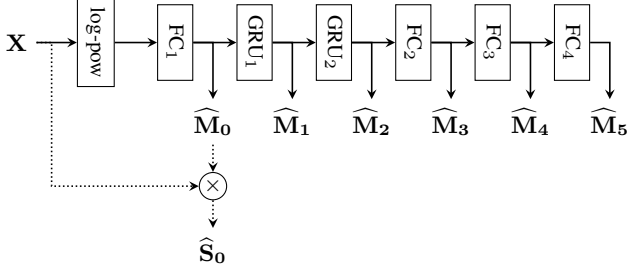 X log-pow FC₁ GRU₁ GRU₂ FC₂ FC₃ FC₄
M̂₀ M̂₁ M̂₂ M̂₃ M̂₄ M̂₅
×
Ŝ₀